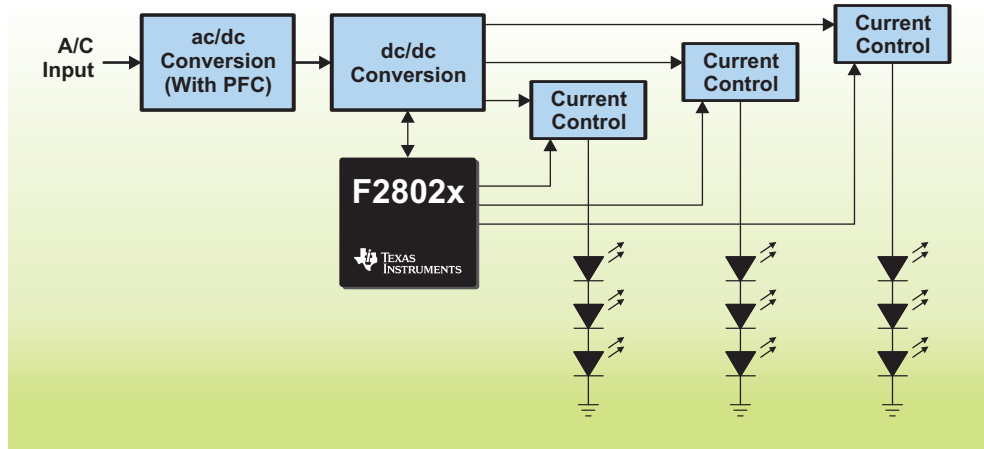 A/C
Input
ac/dc
Conversion
(With PFC)
dc/dc
Conversion
Current
Control
Current
Control
Current
Control
F2802x
TEXAS
INSTRUMENTS